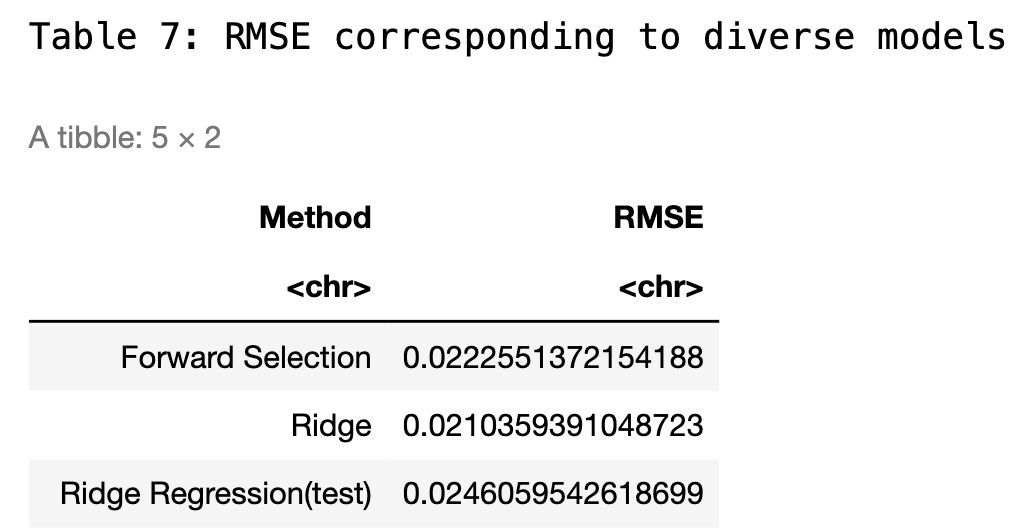 Table 7: RMSE corresponding to diverse models
A tibble: 5 × 2
Method RMSE
<chr> <chr>
Forward Selection 0.0222551372154188
Ridge 0.0210359391048723
Ridge Regression(test) 0.0246059542618699